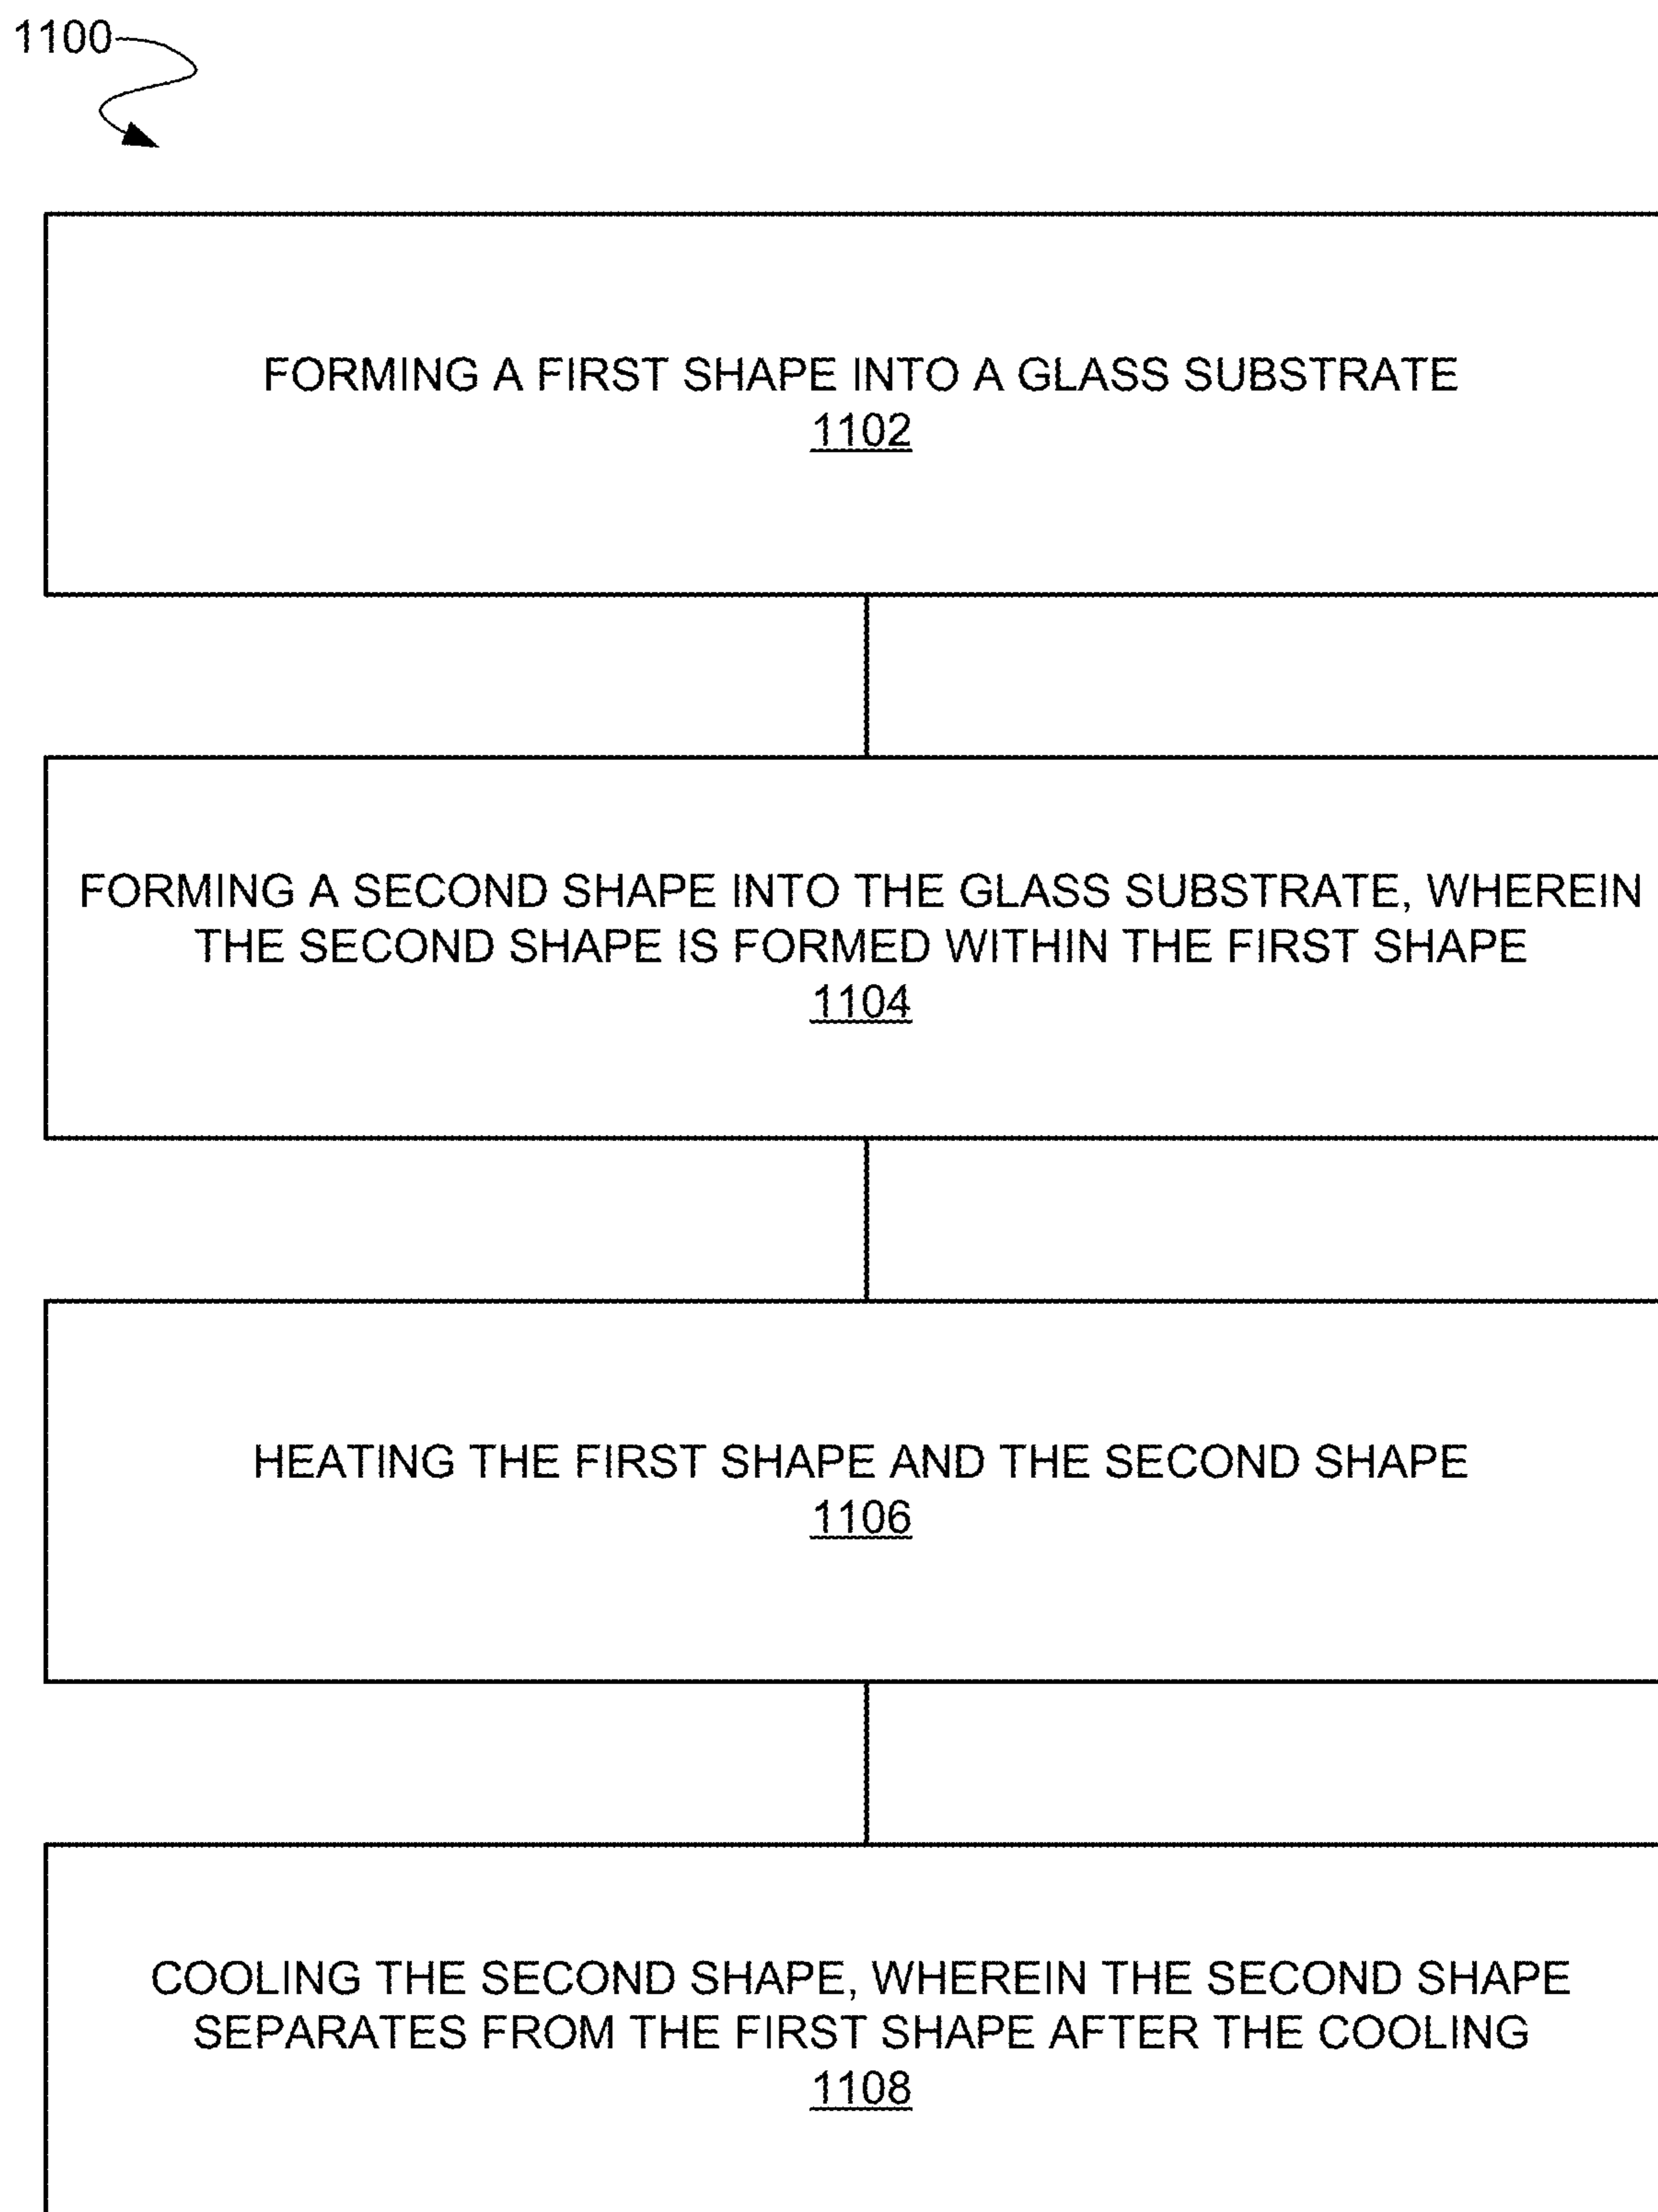 1100
FORMING A FIRST SHAPE INTO A GLASS SUBSTRATE
1102
FORMING A SECOND SHAPE INTO THE GLASS SUBSTRATE, WHEREIN
THE SECOND SHAPE IS FORMED WITHIN THE FIRST SHAPE
1104
HEATING THE FIRST SHAPE AND THE SECOND SHAPE
1106
COOLING THE SECOND SHAPE, WHEREIN THE SECOND SHAPE
SEPARATES FROM THE FIRST SHAPE AFTER THE COOLING
1108